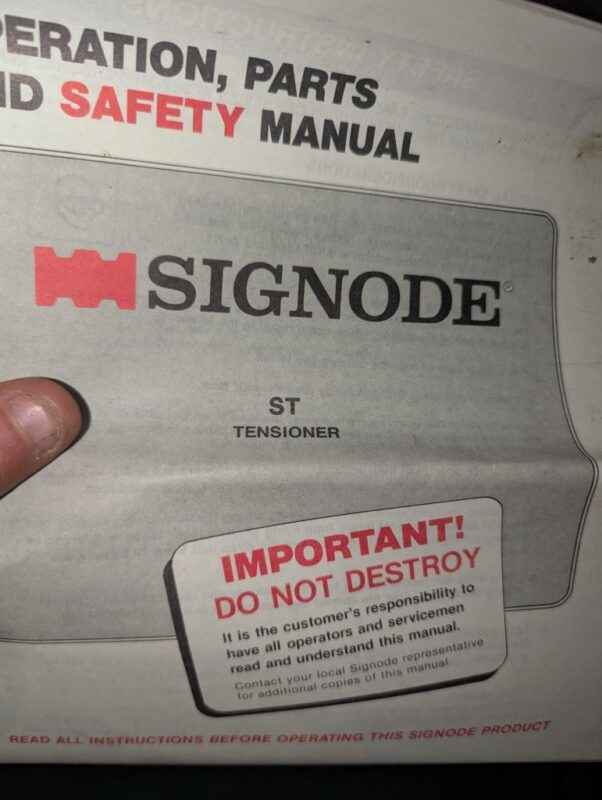 PERATION, PARTS
ND SAFETY MANUAL
SIGNODE®
ST
TENSIONER
IMPORTANT!
DO NOT DESTROY
It is the customer's responsibility to
have all operators and servicemen
read and understand this manual.
Contact your local Signode representative
for additional copies of this manual
READ ALL INSTRUCTIONS BEFORE OPERATING THIS SIGNODE PRODUCT